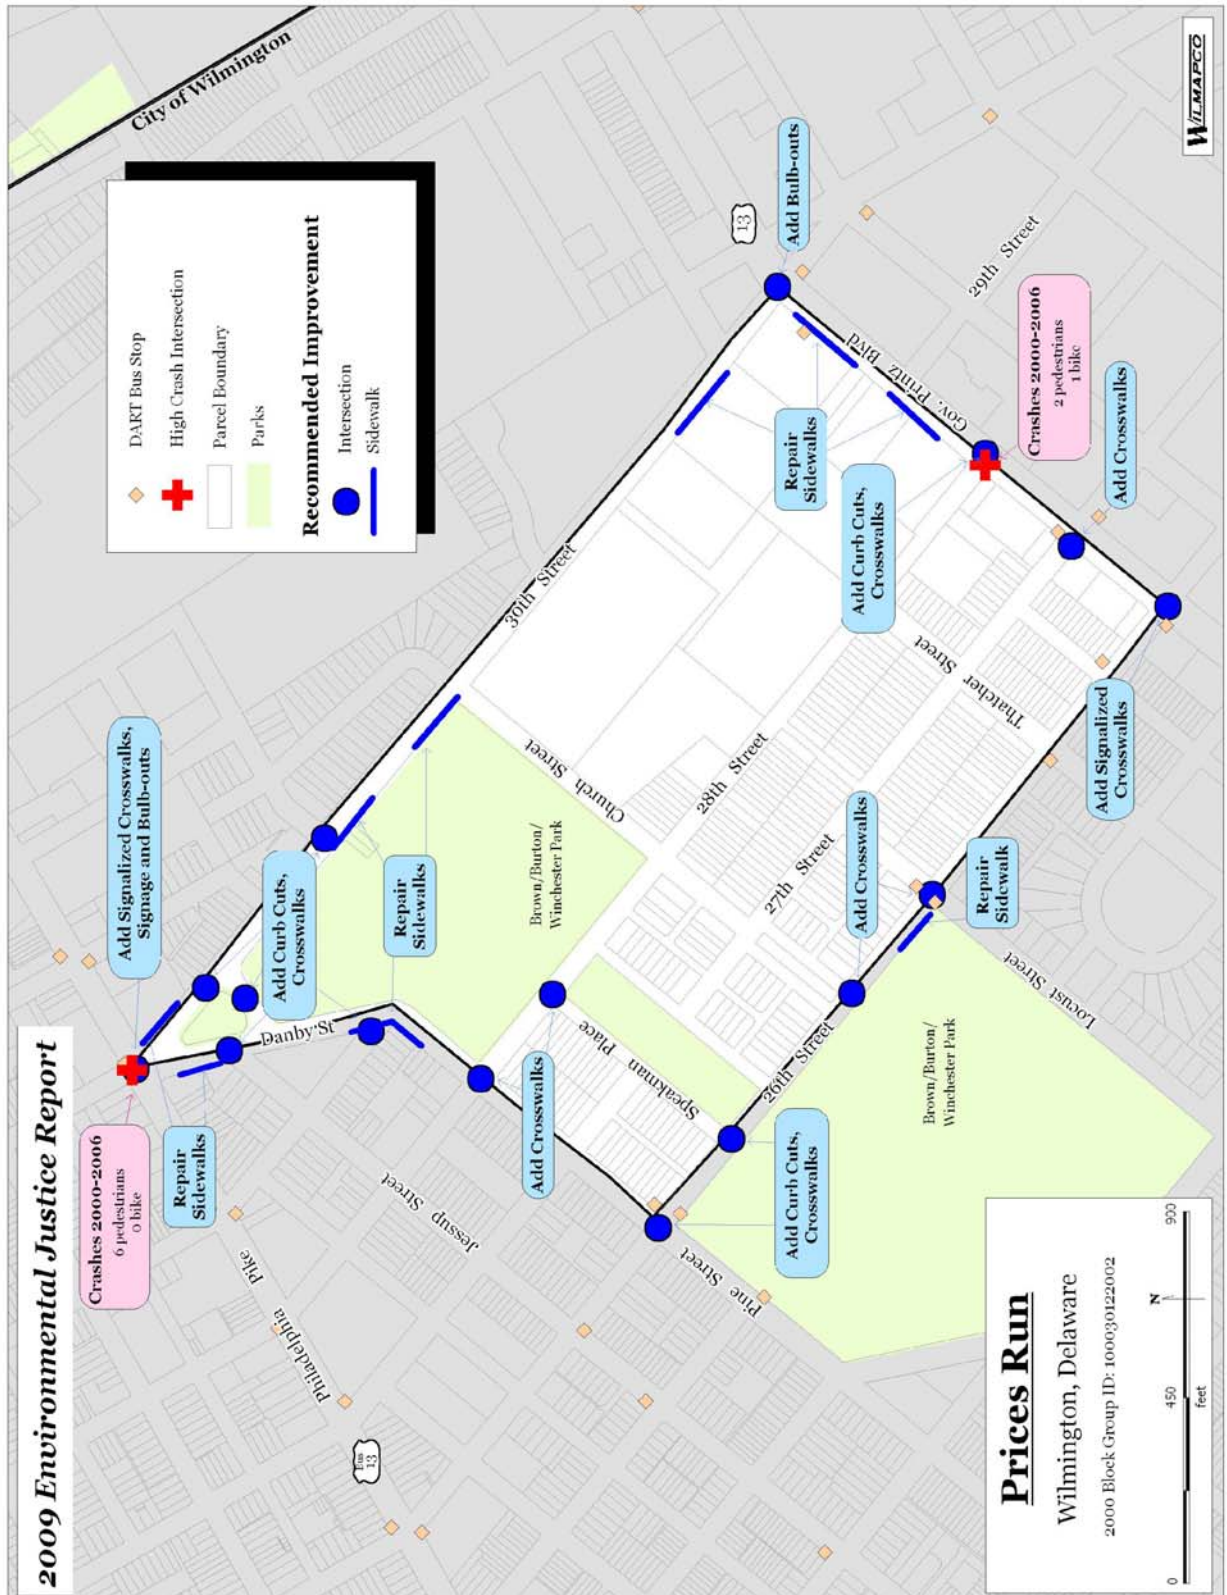 2009 Environmental Justice Report
City of Wilmington
DART Bus Stop
High Crash Intersection
Parcel Boundary
Parks
Recommended Improvement
Intersection
Sidewalk
Crashes 2000-2006
6 pedestrians
0 bike
Add Signalized Crosswalks,
Signage and Bulb-outs
Repair
Sidewalks
Add Curb Cuts,
Crosswalks
Danby St
Repair
Sidewalks
30th Street
13
Add Bulb-outs
Philadelphia Pike
Jessup Street
Bus
13
Add Crosswalks
Brown/Burton/
Winchester Park
Church Street
28th Street
Repair
Sidewalks
Gov. Printz Blvd
29th Street
Add Curb Cuts,
Crosswalks
Crashes 2000-2006
2 pedestrians
1 bike
Speakman Place
27th Street
Thatcher Street
Pine Street
26th Street
Add Curb Cuts,
Crosswalks
Add Crosswalks
Add Crosswalks
Repair
Sidewalk
Add Signalized
Crosswalks
Brown/Burton/
Winchester Park
Locust Street
Prices Run
Wilmington, Delaware
2000 Block Group ID: 100030122002
N
0 450 900
feet
WILMAPCO